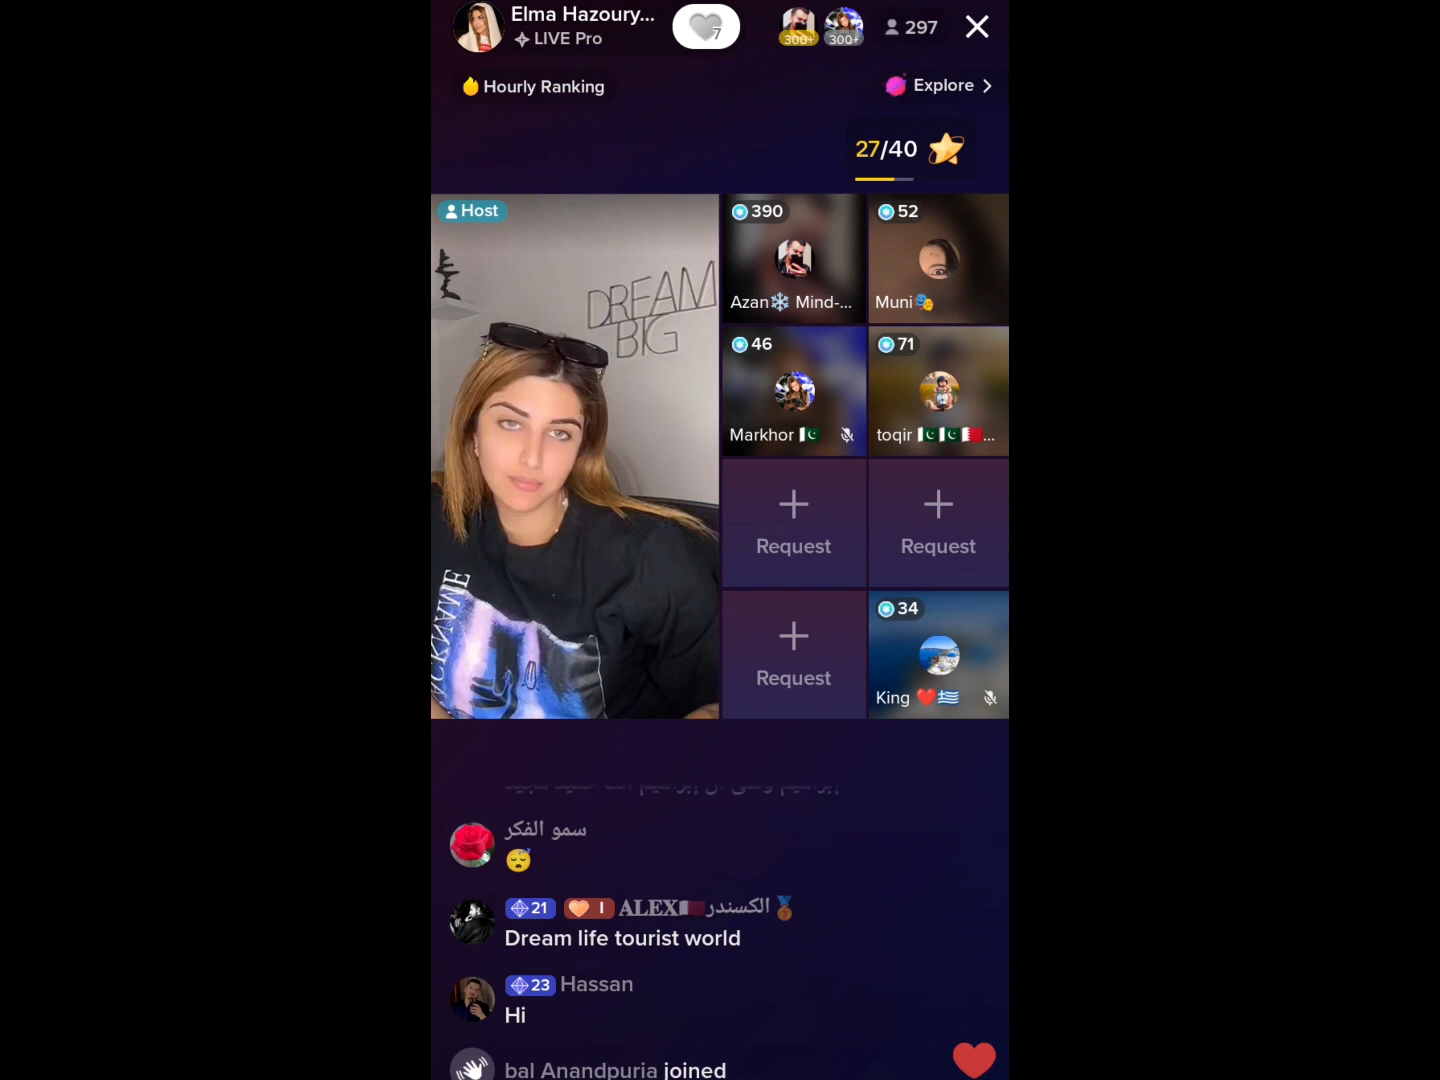 Elma Hazoury...
LIVE Pro
7
300+
300+
297
Hourly Ranking
Explore
27/40
Host
DREAM
BIG
390
Azan❄️ Mind-...
52
Muni🎭
46
Markhor 🇵🇰
71
toqir 🇵🇰🇵🇰🇧🇭...
Request
Request
Request
34
King ❤️🇬🇷
سمو الفكر
😴
21 I ALEX🇶🇦الكسندر🥉
Dream life tourist world
23 Hassan
Hi
bal Anandpuria joined